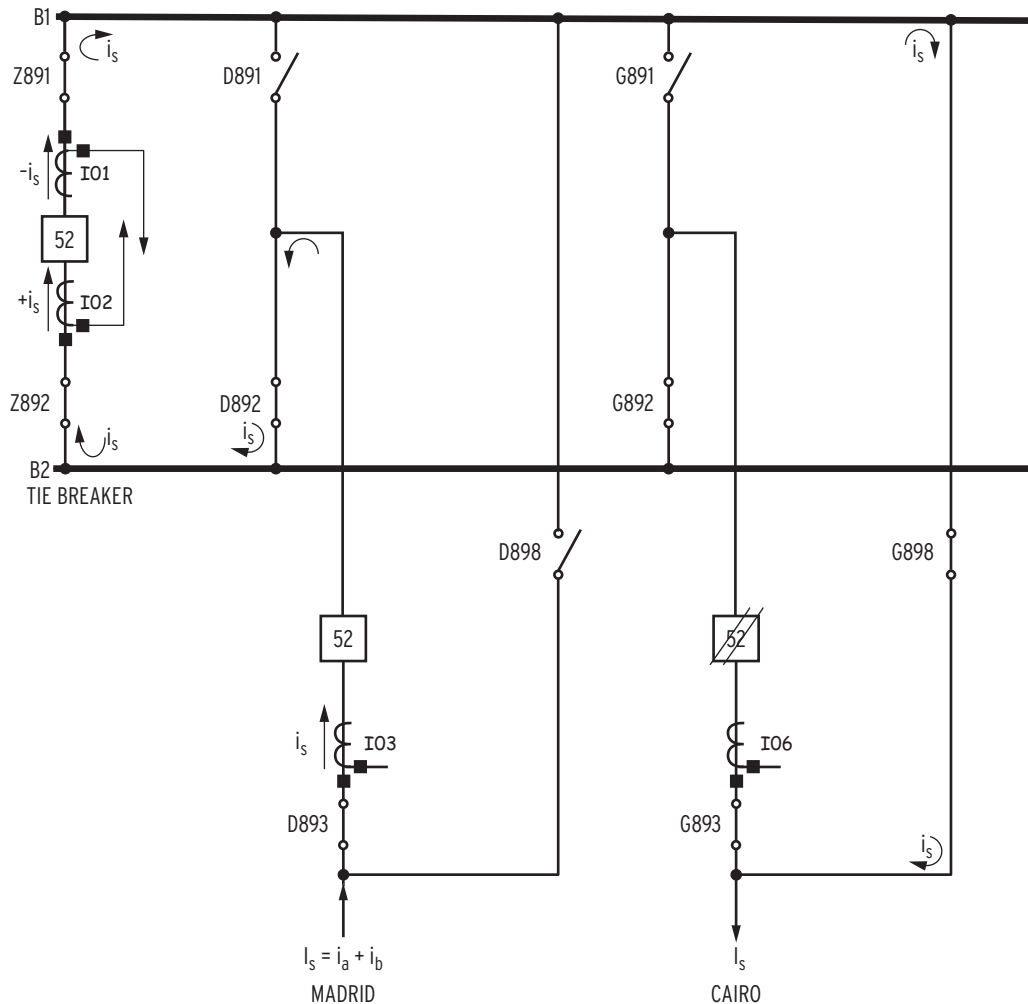 B1
i_s
i_s
Z891
D891
G891
-i_s
IO1
52
+i_s
IO2
Z892
D892
G892
i_s
i_s
B2
TIE BREAKER
D898
G898
52
52
i_s
IO3
IO6
D893
G893
i_s
I_s = i_a + i_b
I_s
MADRID
CAIRO